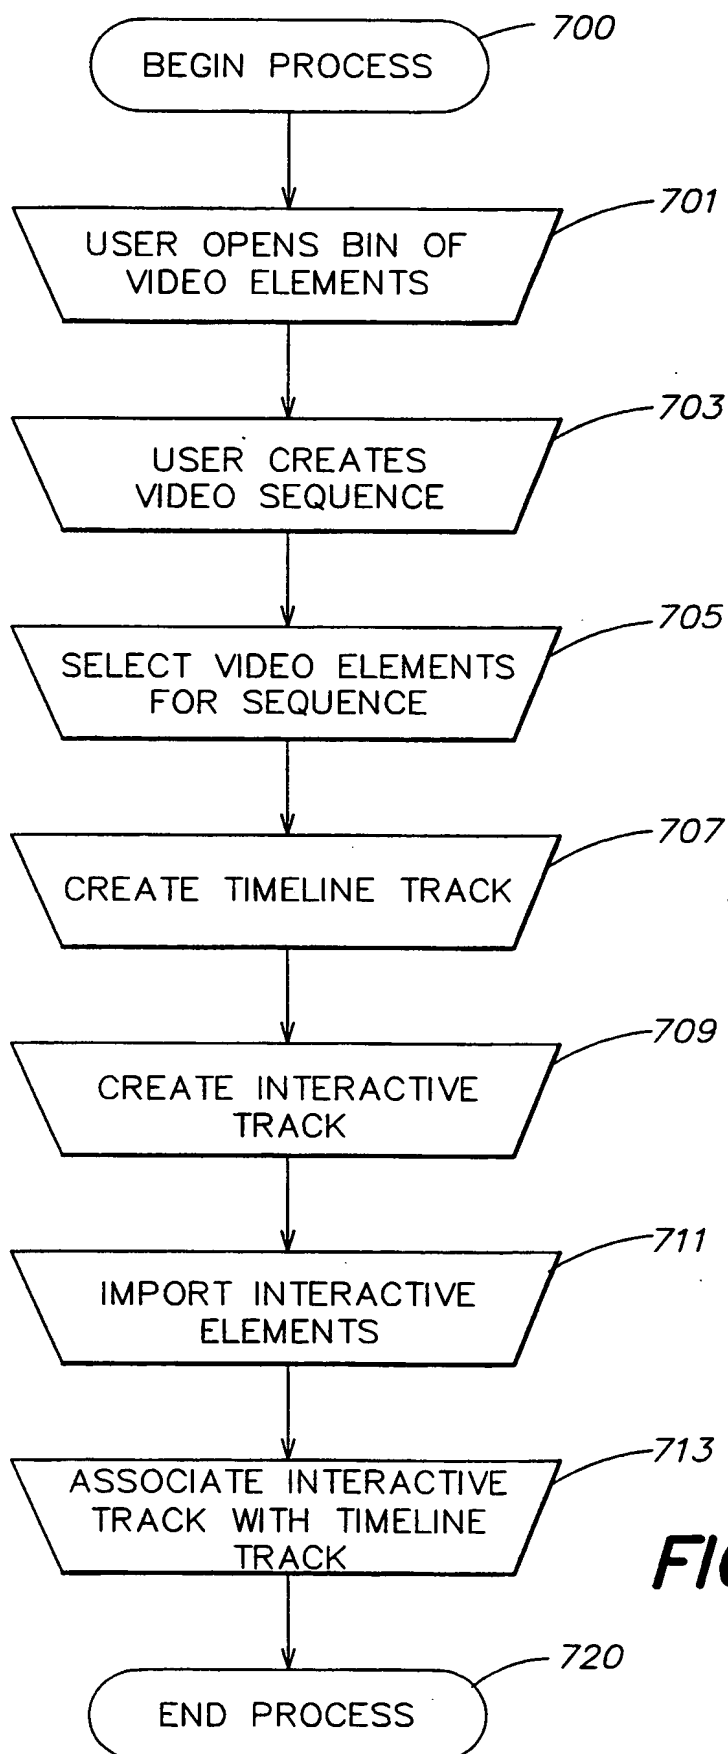 BEGIN PROCESS
700
USER OPENS BIN OF
VIDEO ELEMENTS
701
USER CREATES
VIDEO SEQUENCE
703
SELECT VIDEO ELEMENTS
FOR SEQUENCE
705
CREATE TIMELINE TRACK
707
CREATE INTERACTIVE
TRACK
709
IMPORT INTERACTIVE
ELEMENTS
711
ASSOCIATE INTERACTIVE
TRACK WITH TIMELINE
TRACK
713
END PROCESS
720